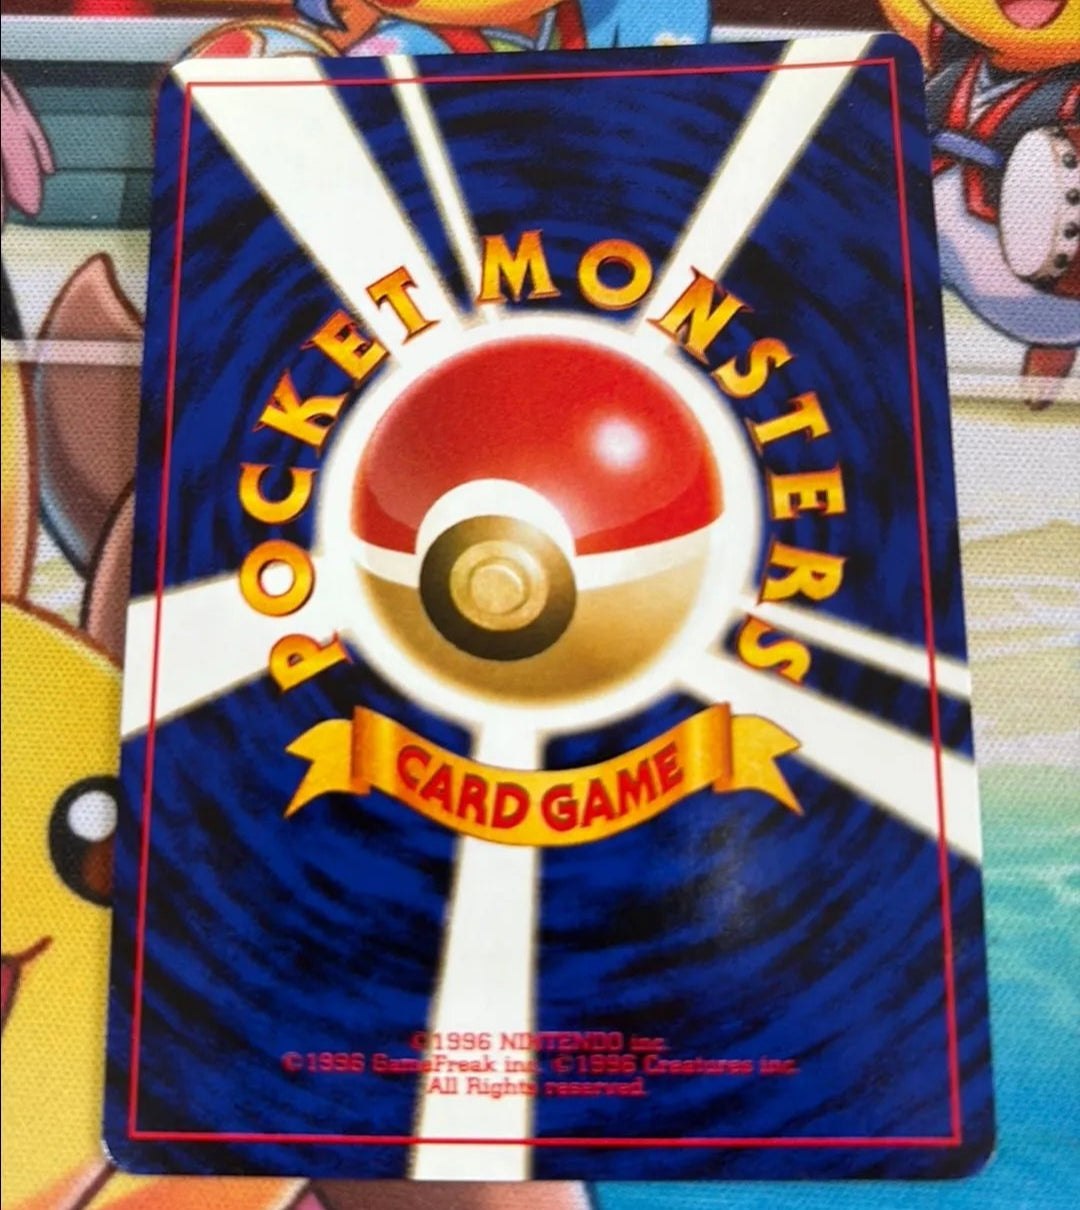 POCKET MONSTERS
CARD GAME
©1996 NINTENDO inc.
©1996 GameFreak inc. ©1996 Creatures inc.
All Rights reserved.